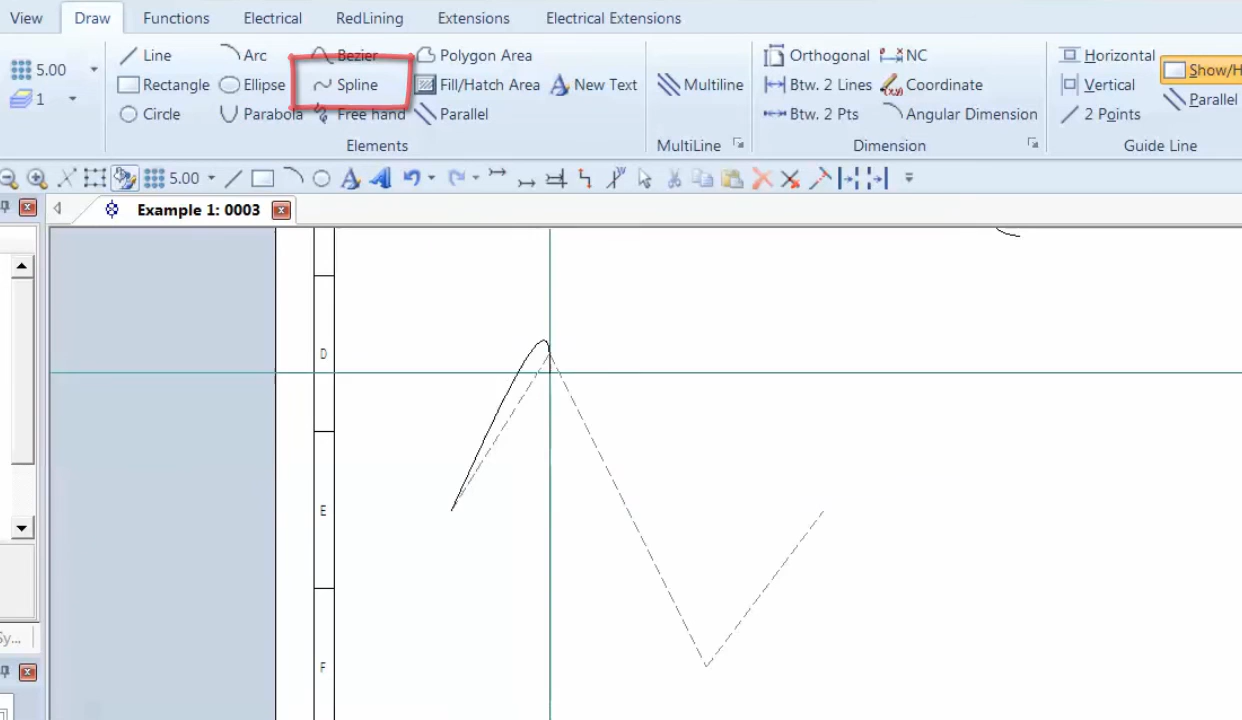 View Draw Functions Electrical RedLining Extensions Electrical Extensions
5.00 Line Arc Bezier Polygon Area Orthogonal NC Horizontal
Rectangle Ellipse Spline Fill/Hatch Area New Text Multiline Btw. 2 Lines Coordinate Vertical Show/H
1 Circle Parabola Free hand Parallel Btw. 2 Pts Angular Dimension 2 Points Parallel
Elements MultiLine Dimension Guide Line
5.00
Example 1: 0003
D
E
Sy...
F